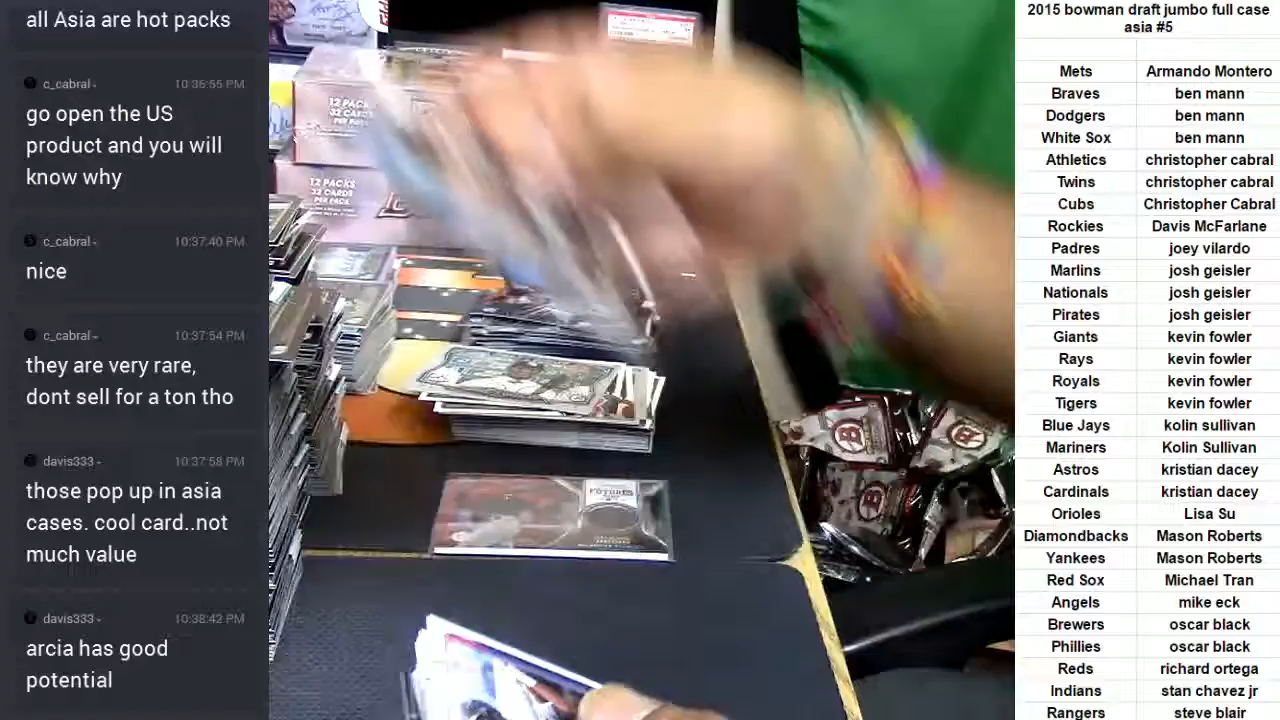 all Asia are hot packs
c_cabral-
10:36:55 PM
go open the US
product and you will
know why
c_cabral-
10:37:40 PM
nice
c_cabral-
10:37:54 PM
they are very rare,
dont sell for a ton tho
davis333-
10:37:58 PM
those pop up in asia
cases. cool card..not
much value
davis333-
10:38:42 PM
arcia has good
potential
12 PACKS
32 CARDS
PER PACK
12 PACKS
32 CARDS
PER PACK
FUTURES
B
B
2015 bowman draft jumbo full case
asia #5
Mets Armando Montero
Braves ben mann
Dodgers ben mann
White Sox ben mann
Athletics christopher cabral
Twins christopher cabral
Cubs Christopher Cabral
Rockies Davis McFarlane
Padres joey vilardo
Marlins josh geisler
Nationals josh geisler
Pirates josh geisler
Giants kevin fowler
Rays kevin fowler
Royals kevin fowler
Tigers kevin fowler
Blue Jays kolin sullivan
Mariners Kolin Sullivan
Astros kristian dacey
Cardinals kristian dacey
Orioles Lisa Su
Diamondbacks Mason Roberts
Yankees Mason Roberts
Red Sox Michael Tran
Angels mike eck
Brewers oscar black
Phillies oscar black
Reds richard ortega
Indians stan chavez jr
Rangers steve blair